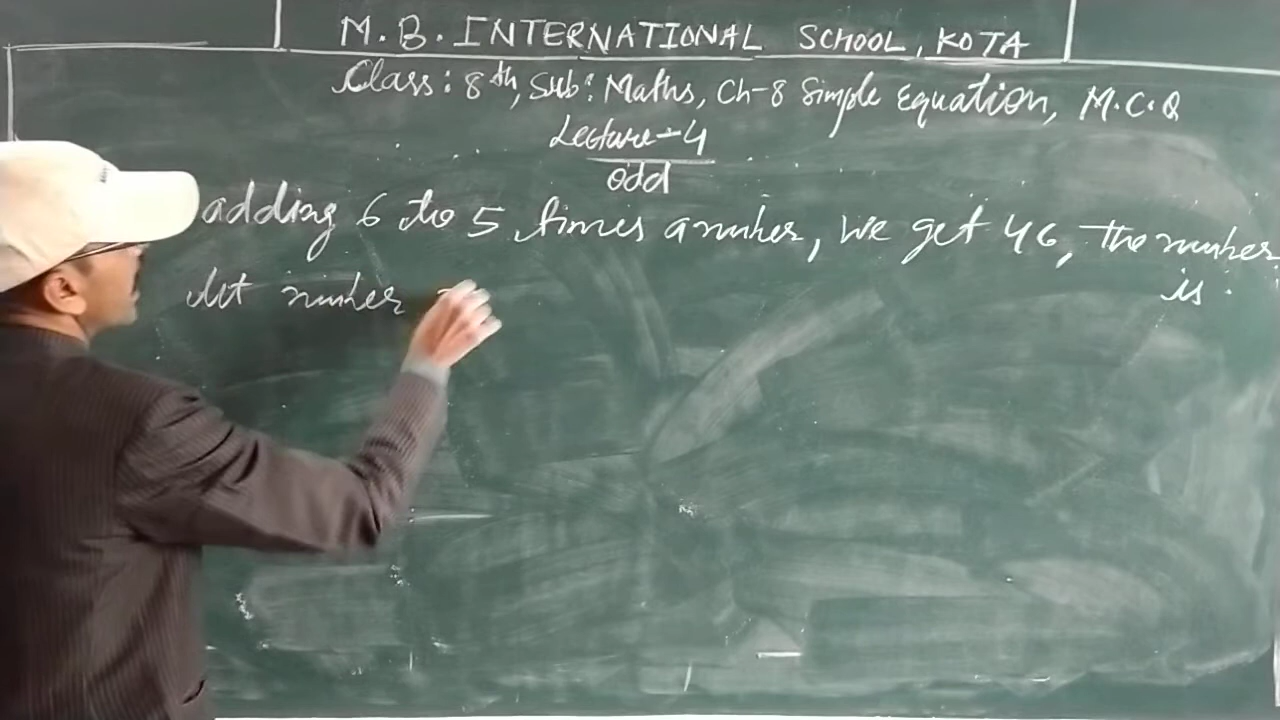 M.B. INTERNATIONAL SCHOOL, KOTA
Class: 8th, Sub: Maths, Ch-8 Simple Equation, M.C.Q
Lecture-4
odd
adding 6 to 5 times a number, we get 46, the number
is.
let number